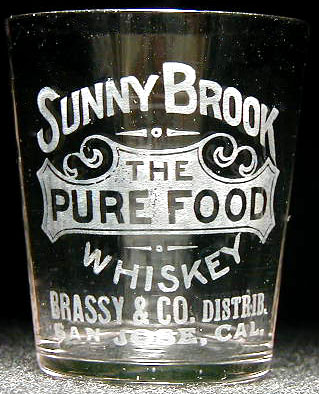 SUNNY BROOK
THE
PURE FOOD
WHISKEY
BRASSY & CO. DISTRIB.
SAN JOSE, CAL.